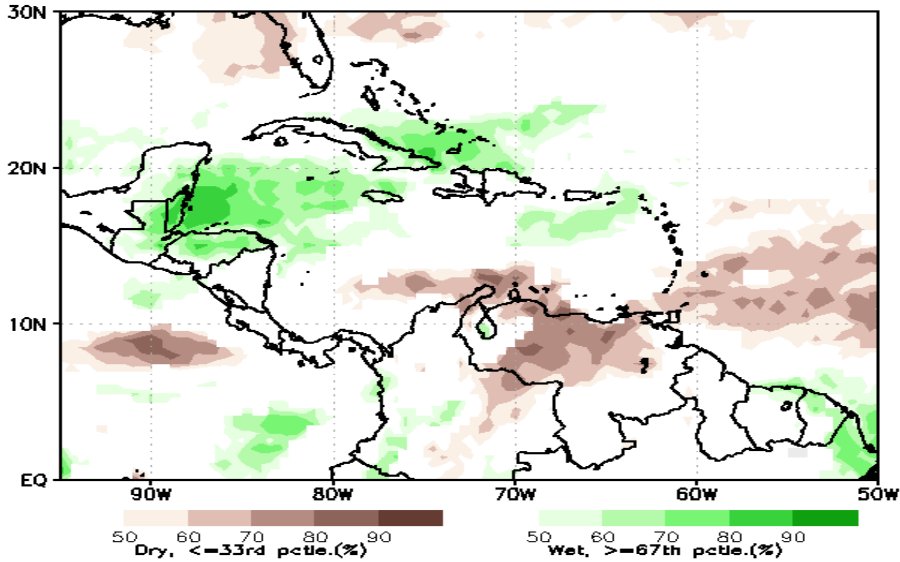 30N
20N
10N
EQ
90W 80W 70W 60W 50W
50 60 70 80 90 50 60 70 80 90
Dry, <=33rd pctle.(%) Wet, >=67th pctle.(%)